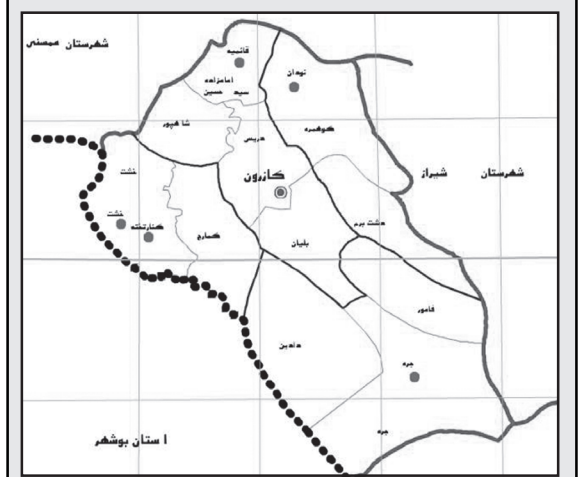 شهرستان ممسنی
قائمیه
امامزاده
سید حسین
نودان
شاهپور
دریس
کوهمره
خشت
کازرون
شهرستان شیراز
خشت
کنارتخته
کمارج
بلیان
دشت برم
فامور
دادین
جره
جره
استان بوشهر